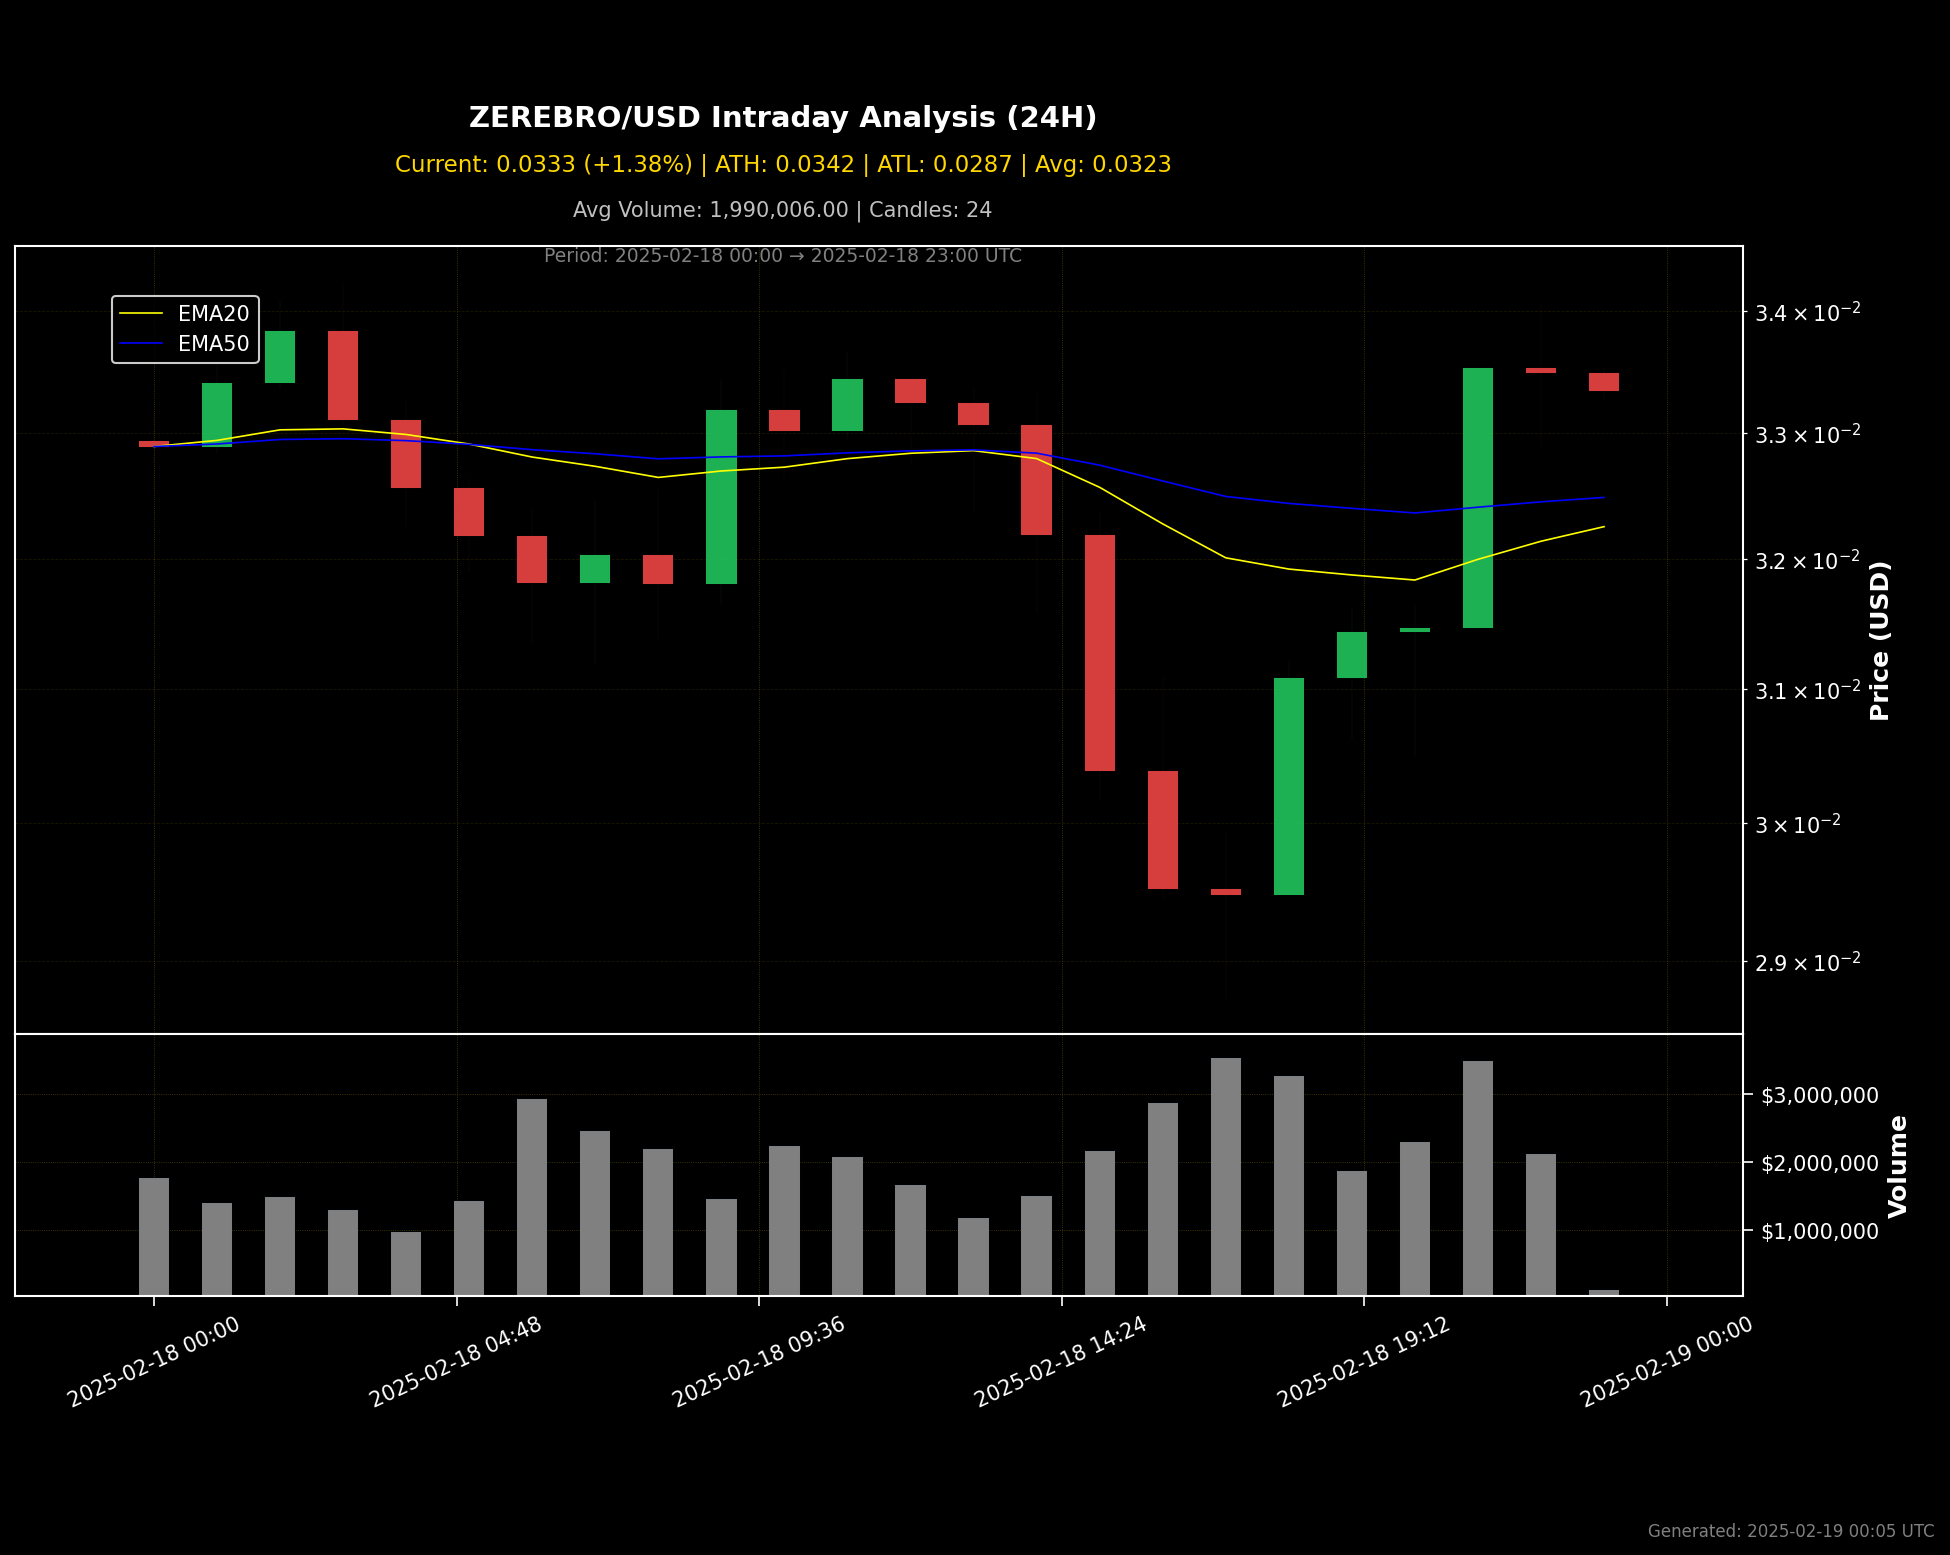 ZEREBRO/USD Intraday Analysis (24H)
Current: 0.0333 (+1.38%) | ATH: 0.0342 | ATL: 0.0287 | Avg: 0.0323
Avg Volume: 1,990,006.00 | Candles: 24
Period: 2025-02-18 00:00 → 2025-02-18 23:00 UTC
EMA20
EMA50
3.4 × 10⁻²
3.3 × 10⁻²
3.2 × 10⁻²
3.1 × 10⁻²
3 × 10⁻²
2.9 × 10⁻²
Price (USD)
$3,000,000
$2,000,000
$1,000,000
Volume
2025-02-18 00:00
2025-02-18 04:48
2025-02-18 09:36
2025-02-18 14:24
2025-02-18 19:12
2025-02-19 00:00
Generated: 2025-02-19 00:05 UTC